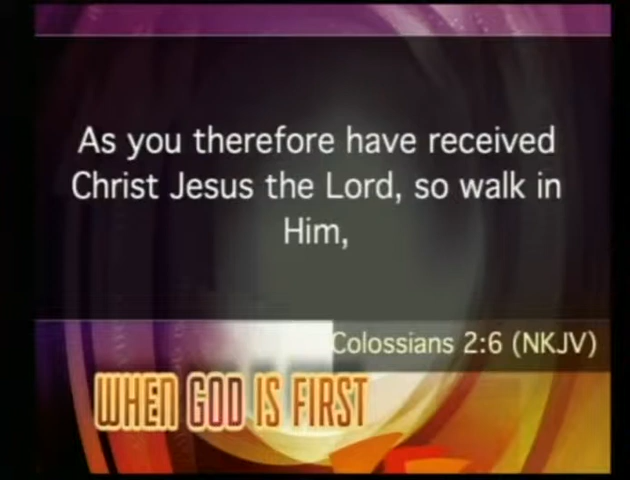 As you therefore have received
Christ Jesus the Lord, so walk in
Him,
Colossians 2:6 (NKJV)
WHEN GOD IS FIRST